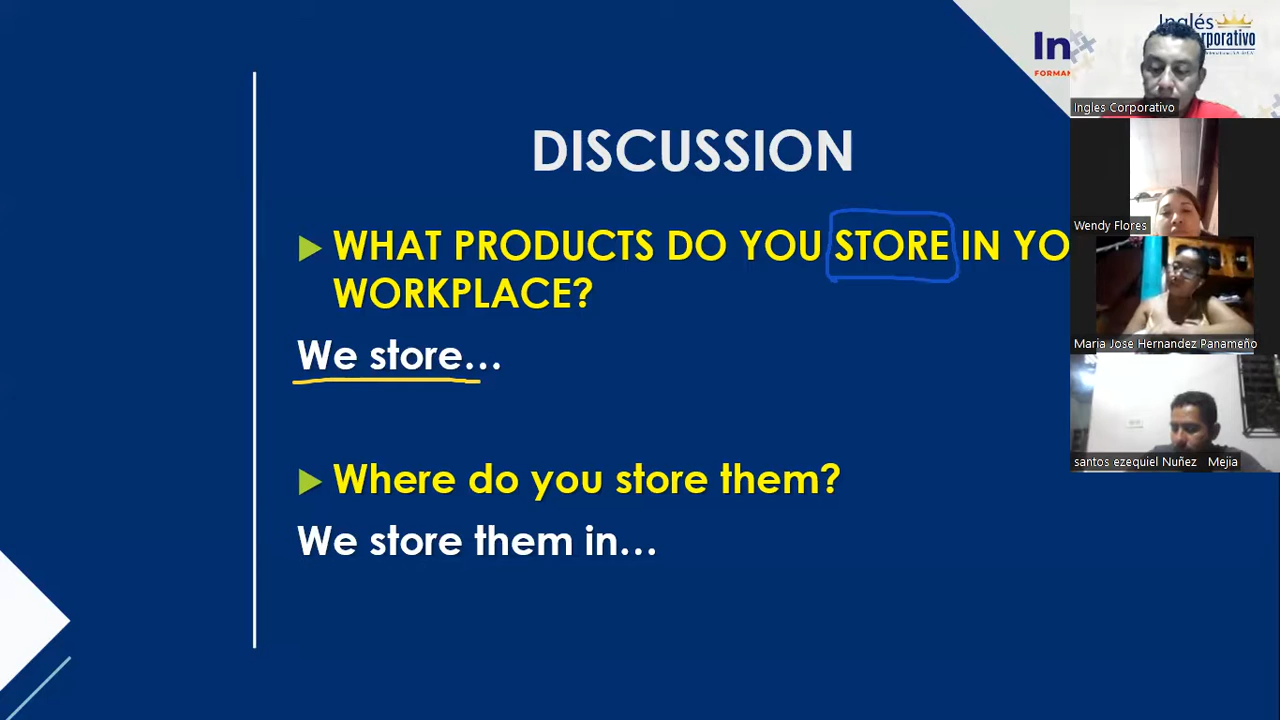 Inglés
In
FORMAN
Ingles Corporativo
DISCUSSION
Wendy Flores
WHAT PRODUCTS DO YOU STORE IN YO
WORKPLACE?
Maria Jose Hernandez Panameño
We store...
santos ezequiel Nuñez Mejia
Where do you store them?
We store them in...